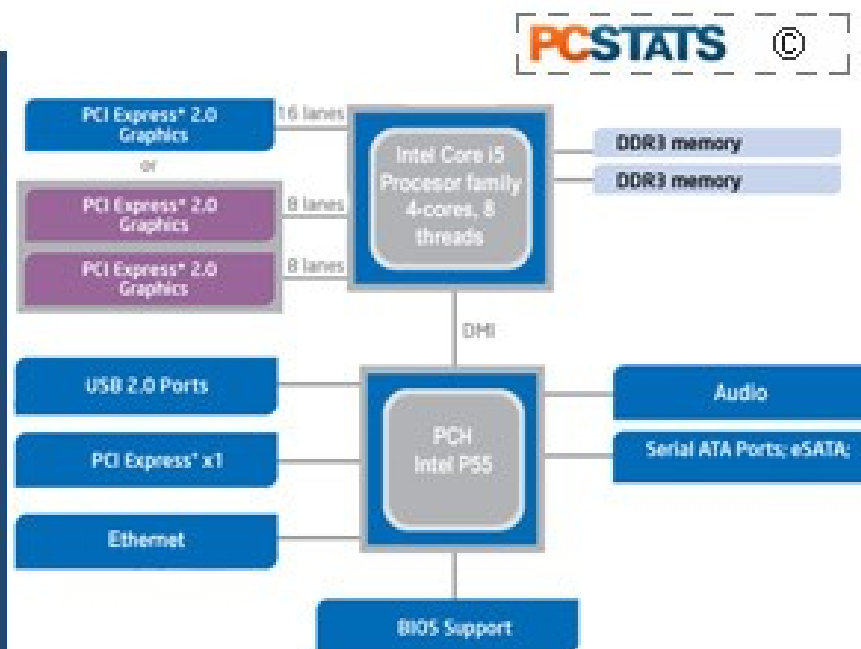 PCSTATS ©
PCI Express* 2.0
Graphics
16 lanes
or
PCI Express* 2.0
Graphics
8 lanes
PCI Express* 2.0
Graphics
8 lanes
Intel Core i5
Procesor family
4-cores, 8
threads
DDR3 memory
DDR3 memory
DMI
USB 2.0 Ports
PCI Express* x1
Ethernet
PCH
Intel P55
Audio
Serial ATA Ports; eSATA;
BIOS Support